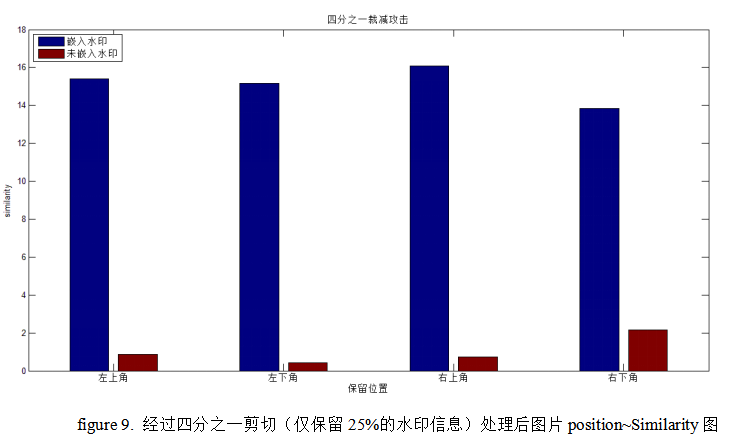 四分之一裁减攻击
嵌入水印
未嵌入水印
18
16
14
12
10
8
6
4
2
0
similarity
左上角 左下角 右上角 右下角
保留位置
figure 9. 经过四分之一剪切（仅保留 25%的水印信息）处理后图片 position~Similarity 图